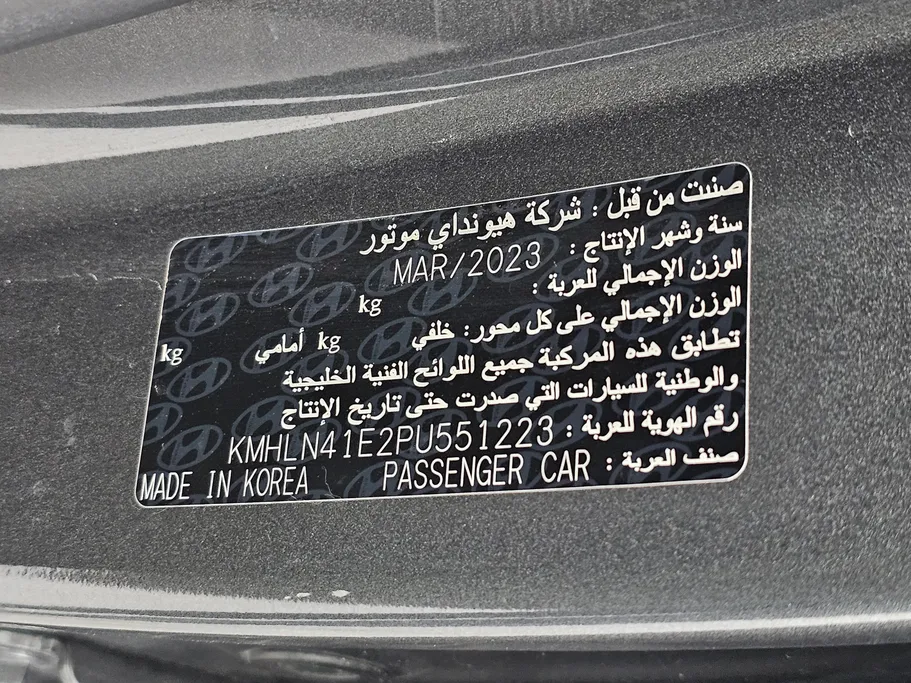 صنعت من قبل : شركة هيونداي موتور
سنة وشهر الإنتاج : MAR/2023
الوزن الإجمالي للعربة : kg
الوزن الإجمالي على كل محور: خلفي kg أمامي kg
تطابق هذه المركبة جميع اللوائح الفنية الخليجية
والوطنية للسيارات التي صدرت حتى تاريخ الإنتاج
رقم الهوية للعربة : KMHLN41E2PU551223
صنف العربة : PASSENGER CAR MADE IN KOREA